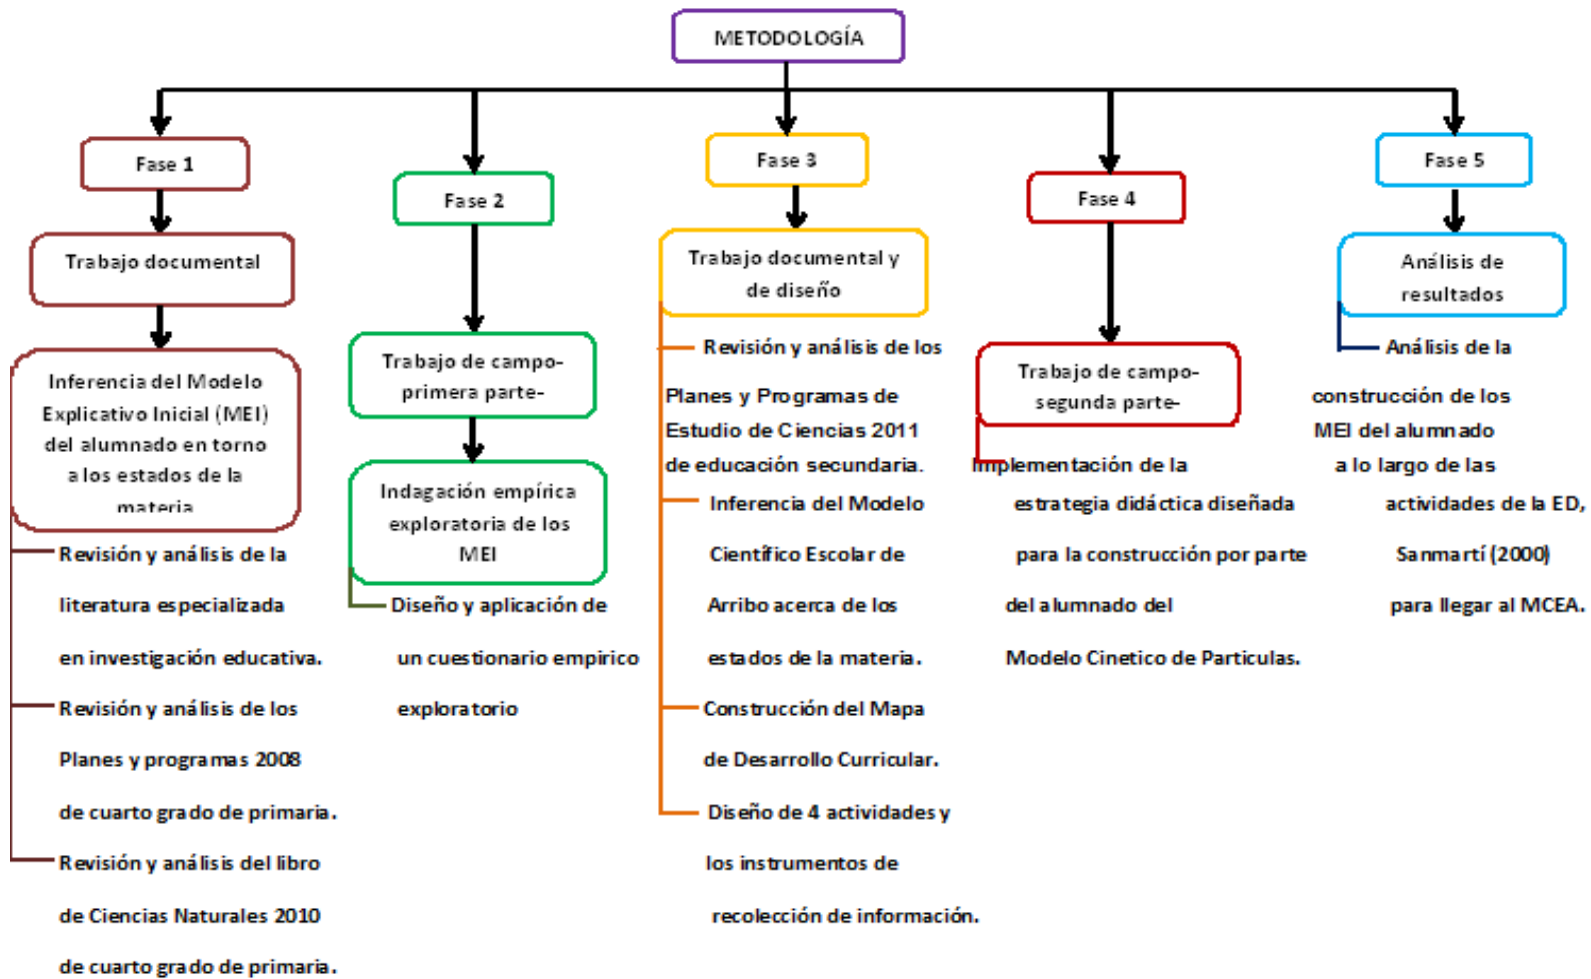 METODOLOGÍA
Fase 1
Trabajo documental
Inferencia del Modelo
Explicativo Inicial (MEI)
del alumnado en torno
a los estados de la
materia
Revisión y análisis de la
literatura especializada
en investigación educativa.
Revisión y análisis de los
Planes y programas 2008
de cuarto grado de primaria.
Revisión y análisis del libro
de Ciencias Naturales 2010
de cuarto grado de primaria.
Fase 2
Trabajo de campo-
primera parte-
Indagación empírica
exploratoria de los
MEI
Diseño y aplicación de
un cuestionario empirico
exploratorio
Fase 3
Trabajo documental y
de diseño
Revisión y análisis de los
Planes y Programas de
Estudio de Ciencias 2011
de educación secundaria.
Inferencia del Modelo
Científico Escolar de
Arribo acerca de los
estados de la materia.
Construcción del Mapa
de Desarrollo Curricular.
Diseño de 4 actividades y
los instrumentos de
recolección de información.
Fase 4
Trabajo de campo-
segunda parte-
Implementación de la
estrategia didáctica diseñada
para la construcción por parte
del alumnado del
Modelo Cinetico de Particulas.
Fase 5
Análisis de
resultados
Análisis de la
construcción de los
MEI del alumnado
a lo largo de las
actividades de la ED,
Sanmartí (2000)
para llegar al MCEA.